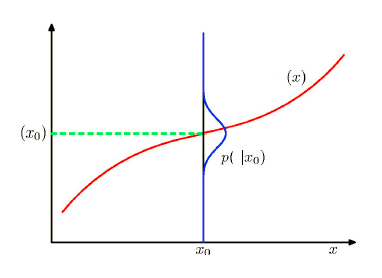 (x)
(x₀)
p( |x₀)
x₀
x